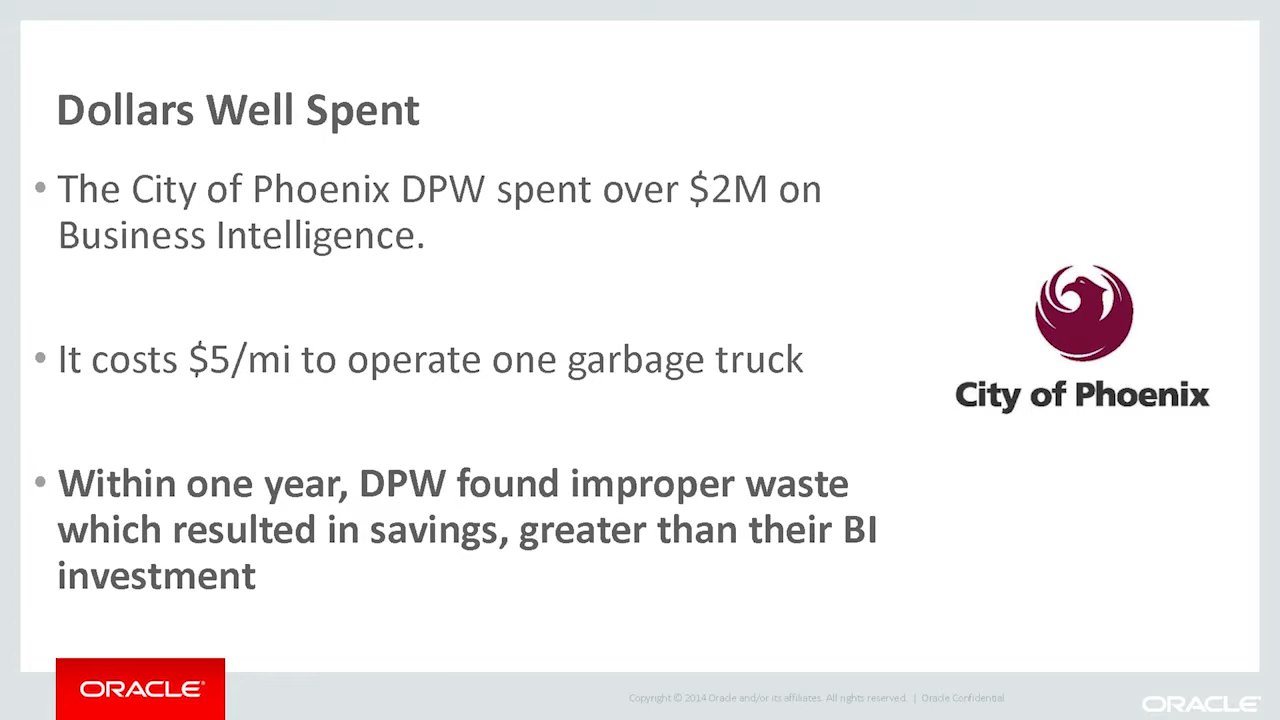 Dollars Well Spent
• The City of Phoenix DPW spent over $2M on
Business Intelligence.
• It costs $5/mi to operate one garbage truck
City of Phoenix
• Within one year, DPW found improper waste
which resulted in savings, greater than their BI
investment
ORACLE®
Copyright © 2014 Oracle and/or its affiliates. All rights reserved. | Oracle Confidential
ORACLE